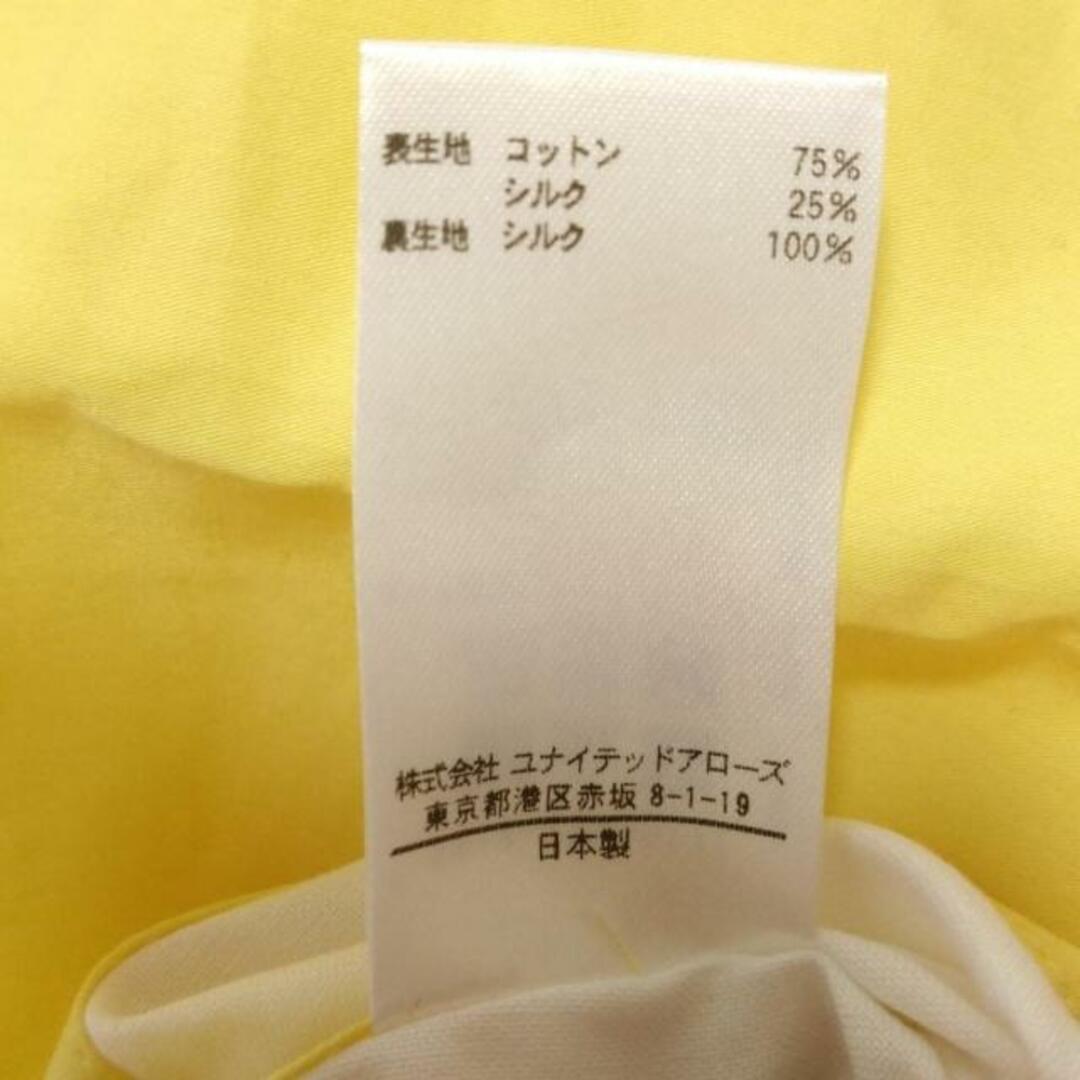 表生地 コットン 75%
シルク 25%
裏生地 シルク 100%
株式会社 ユナイテッドアローズ
東京都港区赤坂 8-1-19
日本製